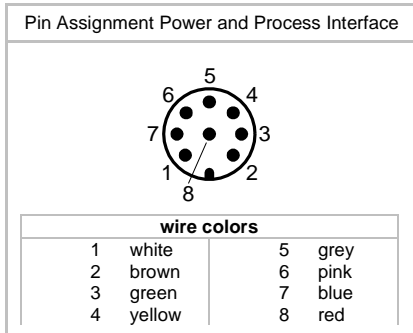 Pin Assignment Power and Process Interface
5
6 4
7 3
1 2
8
wire colors
1 white 5 grey
2 brown 6 pink
3 green 7 blue
4 yellow 8 red